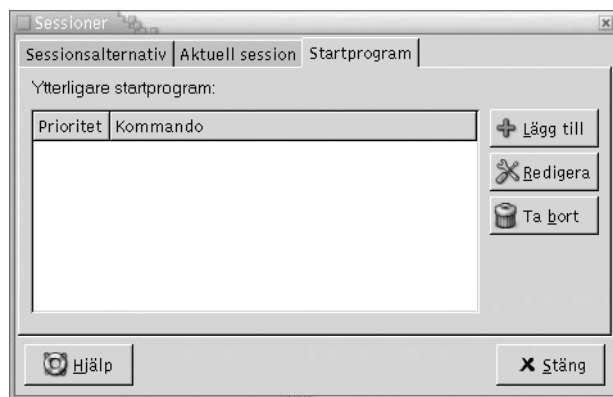 Sessioner
Sessionsalternativ Aktuell session Startprogram
Ytterligare startprogram:
Prioritet Kommando
Lägg till
Redigera
Ta bort
Hjälp
Stäng